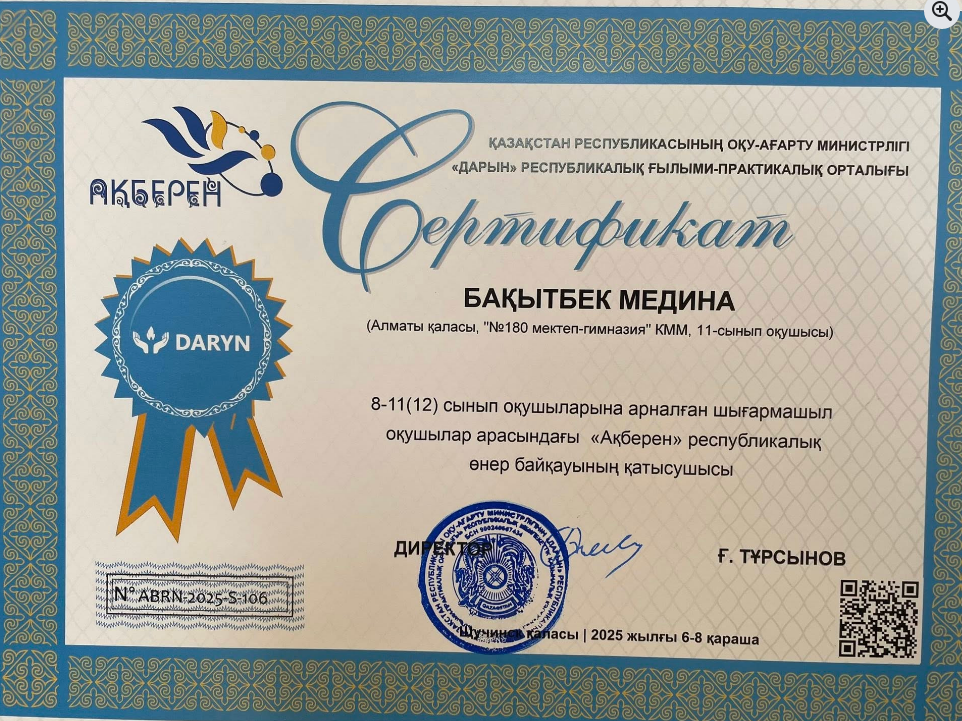 АҚБЕРЕН
ҚАЗАҚСТАН РЕСПУБЛИКАСЫНЫҢ ОҚУ-АҒАРТУ МИНИСТРЛІГІ
«ДАРЫН» РЕСПУБЛИКАЛЫҚ ҒЫЛЫМИ-ПРАКТИКАЛЫҚ ОРТАЛЫҒЫ
Сертификат
БАҚЫТБЕК МЕДИНА
(Алматы қаласы, "№180 мектеп-гимназия" КММ, 11-сынып оқушысы)
DARYN
8-11(12) сынып оқушыларына арналған шығармашыл
оқушылар арасындағы «Ақберен» республикалық
өнер байқауының қатысушысы
ДИРЕКТОР
Ғ. ТҰРСЫНОВ
N° ABRN-2025-S-106
Щучинск қаласы | 2025 жылғы 6-8 қараша